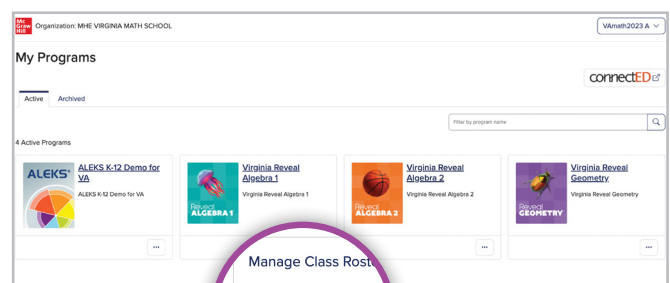 Mc
Graw
Hill
Organization: MHE VIRGINIA MATH SCHOOL
VAmath2023 A
My Programs
connectED
Active Archived
Filter by program name
4 Active Programs
ALEKS®
ALEKS K-12 Demo for
VA
ALEKS K-12 Demo for VA
Reveal
ALGEBRA 1
Virginia Reveal
Algebra 1
Virginia Reveal Algebra 1
Reveal
ALGEBRA 2
Virginia Reveal
Algebra 2
Virginia Reveal Algebra 2
Reveal
GEOMETRY
Virginia Reveal
Geometry
Virginia Reveal Geometry
...
...
...
Manage Class Roste